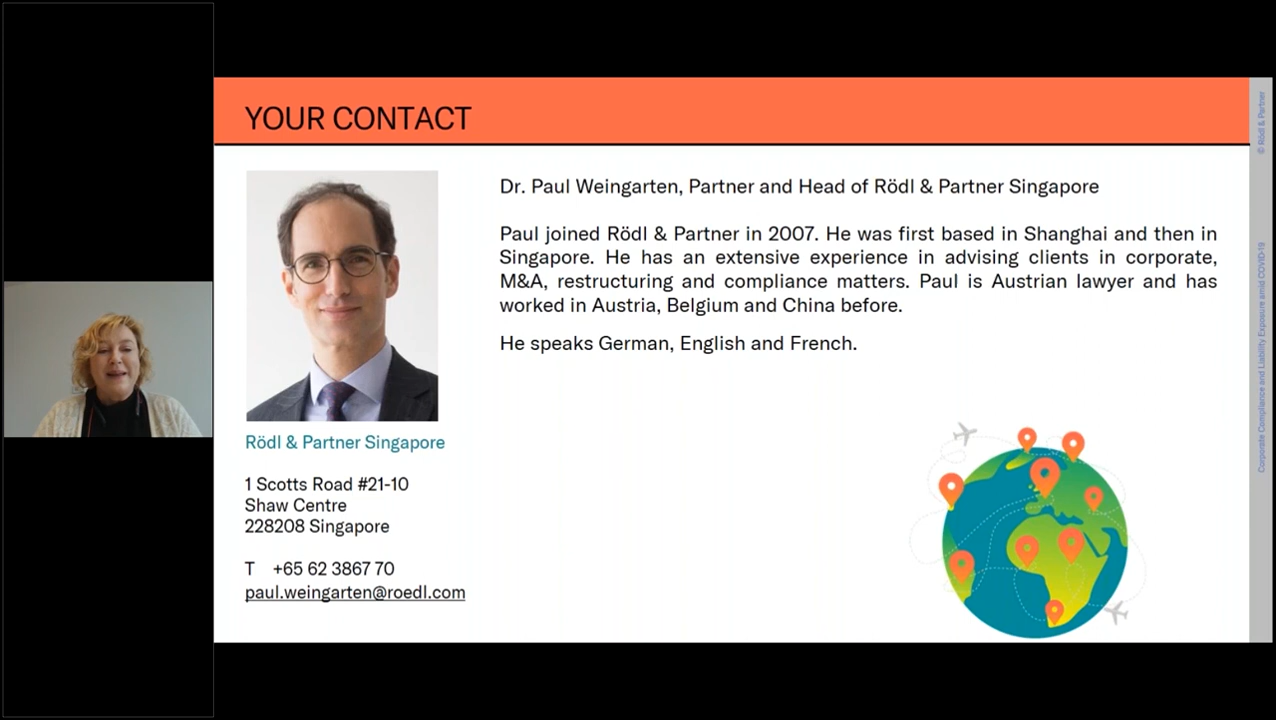 YOUR CONTACT
Dr. Paul Weingarten, Partner and Head of Rödl & Partner Singapore
Paul joined Rödl & Partner in 2007. He was first based in Shanghai and then in
Singapore. He has an extensive experience in advising clients in corporate,
M&A, restructuring and compliance matters. Paul is Austrian lawyer and has
worked in Austria, Belgium and China before.
He speaks German, English and French.
Rödl & Partner Singapore
1 Scotts Road #21-10
Shaw Centre
228208 Singapore
T +65 62 3867 70
paul.weingarten@roedl.com
© Rödl & Partner
Corporate Compliance and Liability Exposure amid COVID-19